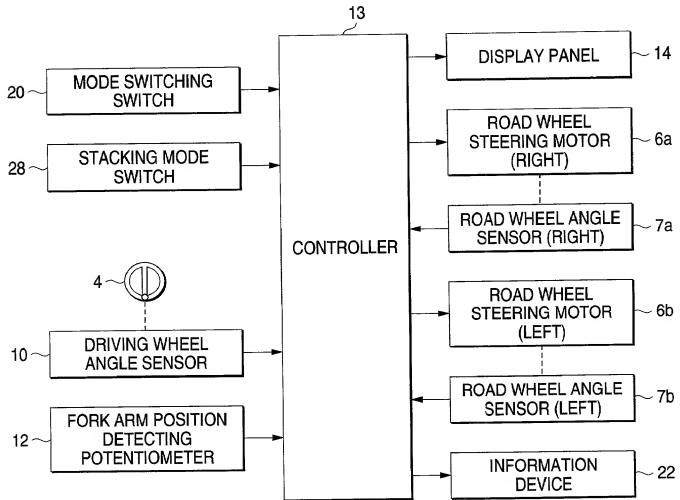 13
20
MODE SWITCHING
SWITCH
28
STACKING MODE
SWITCH
4
10
DRIVING WHEEL
ANGLE SENSOR
12
FORK ARM POSITION
DETECTING
POTENTIOMETER
CONTROLLER
DISPLAY PANEL
14
ROAD WHEEL
STEERING MOTOR
(RIGHT)
6a
ROAD WHEEL ANGLE
SENSOR (RIGHT)
7a
ROAD WHEEL
STEERING MOTOR
(LEFT)
6b
ROAD WHEEL ANGLE
SENSOR (LEFT)
7b
INFORMATION
DEVICE
22